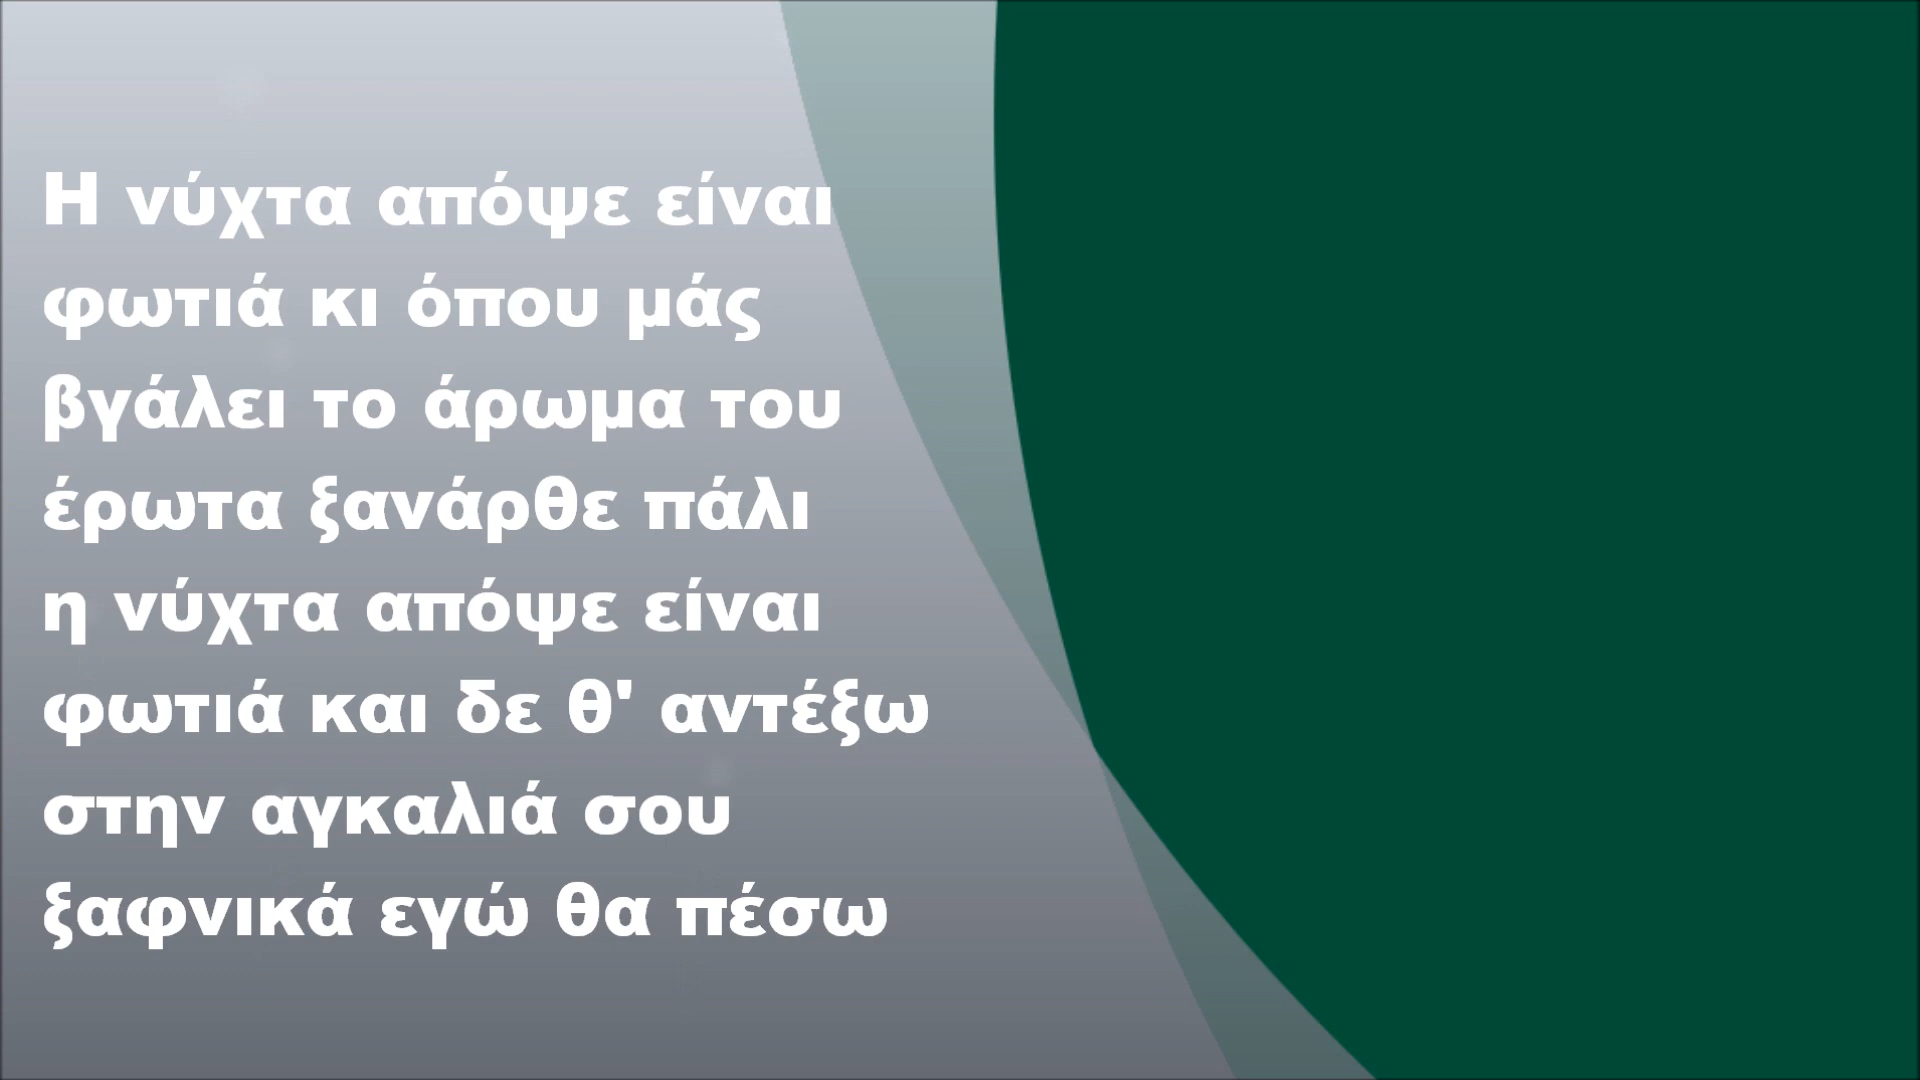 Η νύχτα απόψε είναι
φωτιά κι όπου μάς
βγάλει το άρωμα του
έρωτα ξανάρθε πάλι
η νύχτα απόψε είναι
φωτιά και δε θ' αντέξω
στην αγκαλιά σου
ξαφνικά εγώ θα πέσω